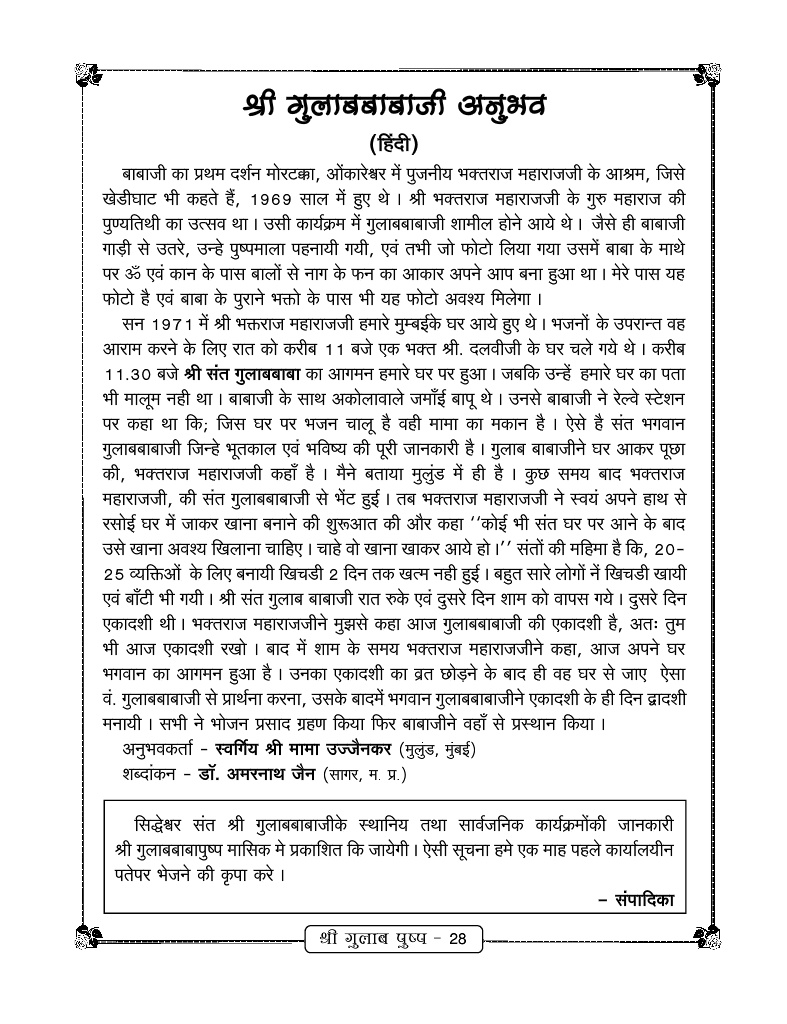 श्री गुलाबबाबाजी अनुभव
(हिंदी)
बाबाजी का प्रथम दर्शन मोरटक्का, ओंकारेश्वर में पुजनीय भक्तराज महाराजजी के आश्रम, जिसे
खेडीघाट भी कहते हैं, 1969 साल में हुए थे । श्री भक्तराज महाराजजी के गुरु महाराज की
पुण्यतिथी का उत्सव था । उसी कार्यक्रम में गुलाबबाबाजी शामील होने आये थे । जैसे ही बाबाजी
गाड़ी से उतरे, उन्हे पुष्पमाला पहनायी गयी, एवं तभी जो फोटो लिया गया उसमें बाबा के माथे
पर ॐ एवं कान के पास बालों से नाग के फन का आकार अपने आप बना हुआ था । मेरे पास यह
फोटो है एवं बाबा के पुराने भक्तो के पास भी यह फोटो अवश्य मिलेगा ।
सन 1971 में श्री भक्तराज महाराजजी हमारे मुम्बईके घर आये हुए थे । भजनों के उपरान्त वह
आराम करने के लिए रात को करीब 11 बजे एक भक्त श्री. दलवीजी के घर चले गये थे । करीब
11.30 बजे श्री संत गुलाबबाबा का आगमन हमारे घर पर हुआ । जबकि उन्हें हमारे घर का पता
भी मालूम नही था । बाबाजी के साथ अकोलावाले जमाँई बापू थे । उनसे बाबाजी ने रेल्वे स्टेशन
पर कहा था कि; जिस घर पर भजन चालू है वही मामा का मकान है । ऐसे है संत भगवान
गुलाबबाबाजी जिन्हे भूतकाल एवं भविष्य की पूरी जानकारी है । गुलाब बाबाजीने घर आकर पूछा
की, भक्तराज महाराजजी कहाँ है । मैने बताया मुलुंड में ही है । कुछ समय बाद भक्तराज
महाराजजी, की संत गुलाबबाबाजी से भेंट हुई । तब भक्तराज महाराजजी ने स्वयं अपने हाथ से
रसोई घर में जाकर खाना बनाने की शुरूआत की और कहा ‘‘कोई भी संत घर पर आने के बाद
उसे खाना अवश्य खिलाना चाहिए । चाहे वो खाना खाकर आये हो ।’’ संतों की महिमा है कि, 20-
25 व्यक्तिओं के लिए बनायी खिचडी 2 दिन तक खत्म नही हुई । बहुत सारे लोगों नें खिचडी खायी
एवं बाँटी भी गयी । श्री संत गुलाब बाबाजी रात रुके एवं दुसरे दिन शाम को वापस गये । दुसरे दिन
एकादशी थी । भक्तराज महाराजजीने मुझसे कहा आज गुलाबबाबाजी की एकादशी है, अतः तुम
भी आज एकादशी रखो । बाद में शाम के समय भक्तराज महाराजजीने कहा, आज अपने घर
भगवान का आगमन हुआ है । उनका एकादशी का व्रत छोड़ने के बाद ही वह घर से जाए ऐसा
वं. गुलाबबाबाजी से प्रार्थना करना, उसके बादमें भगवान गुलाबबाबाजीने एकादशी के ही दिन द्वादशी
मनायी । सभी ने भोजन प्रसाद ग्रहण किया फिर बाबाजीने वहाँ से प्रस्थान किया ।
अनुभवकर्ता - स्वर्गिय श्री मामा उज्जैनकर (मुलुंड, मुंबई)
शब्दांकन - डॉ. अमरनाथ जैन (सागर, म. प्र.)
सिद्धेश्वर संत श्री गुलाबबाबाजीके स्थानिय तथा सार्वजनिक कार्यक्रमोंकी जानकारी
श्री गुलाबबाबापुष्प मासिक मे प्रकाशित कि जायेगी । ऐसी सूचना हमे एक माह पहले कार्यालयीन
पतेपर भेजने की कृपा करे ।
- संपादिका
श्री गुलाब पुष्प - 28